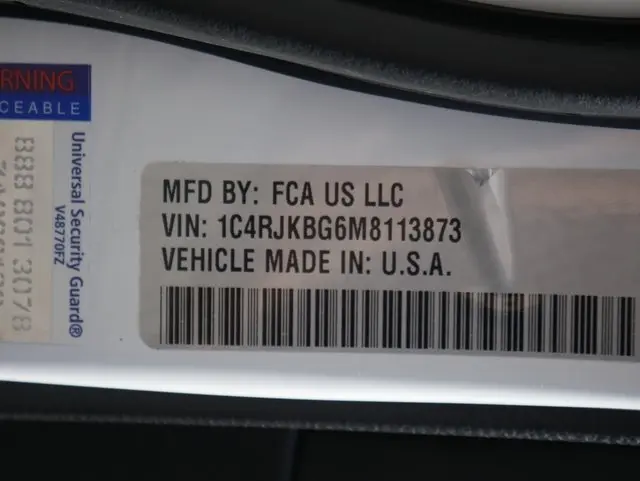 RNING
CEABLE
Universal Security Guard®
V48770FZ
888 801 3078
MFD BY: FCA US LLC
VIN: 1C4RJKBG6M8113873
VEHICLE MADE IN: U.S.A.